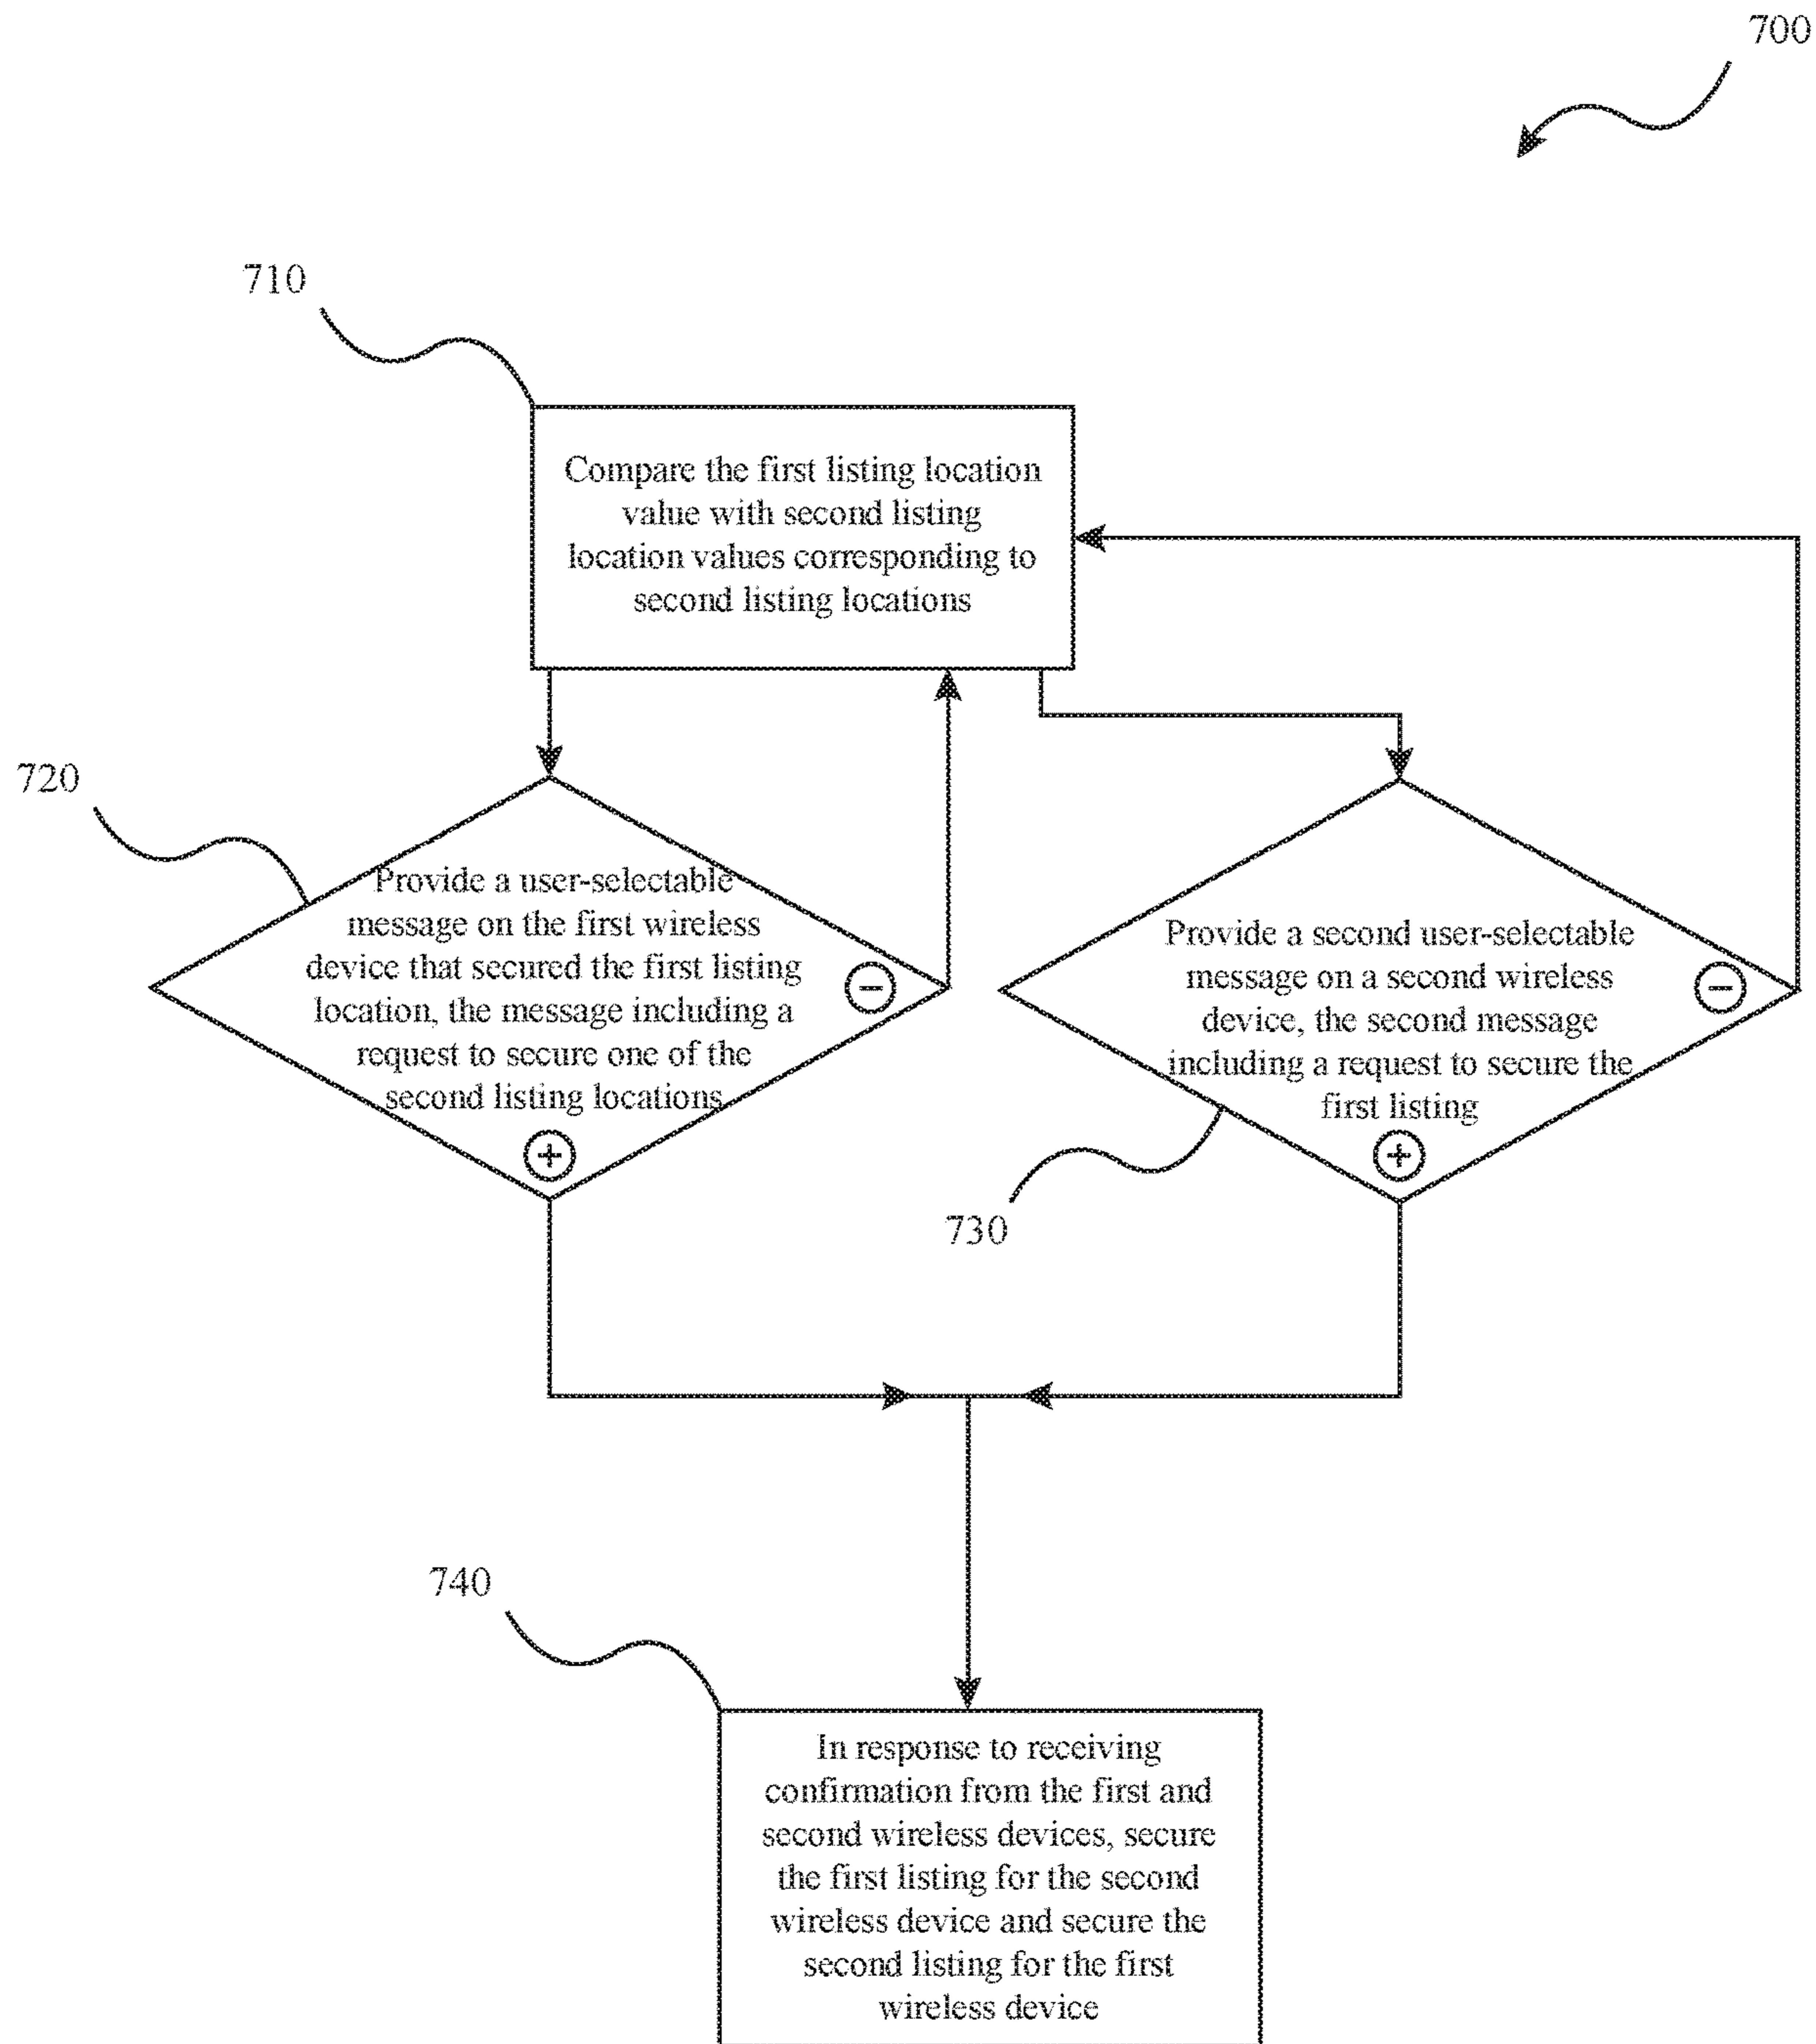 700
710
Compare the first listing location
value with second listing
location values corresponding to
second listing locations
720
Provide a user-selectable
message on the first wireless
device that secured the first listing
location, the message including a
request to secure one of the
second listing locations
−
+
Provide a second user-selectable
message on a second wireless
device, the second message
including a request to secure the
first listing
−
+
730
740
In response to receiving
confirmation from the first and
second wireless devices, secure
the first listing for the second
wireless device and secure the
second listing for the first
wireless device